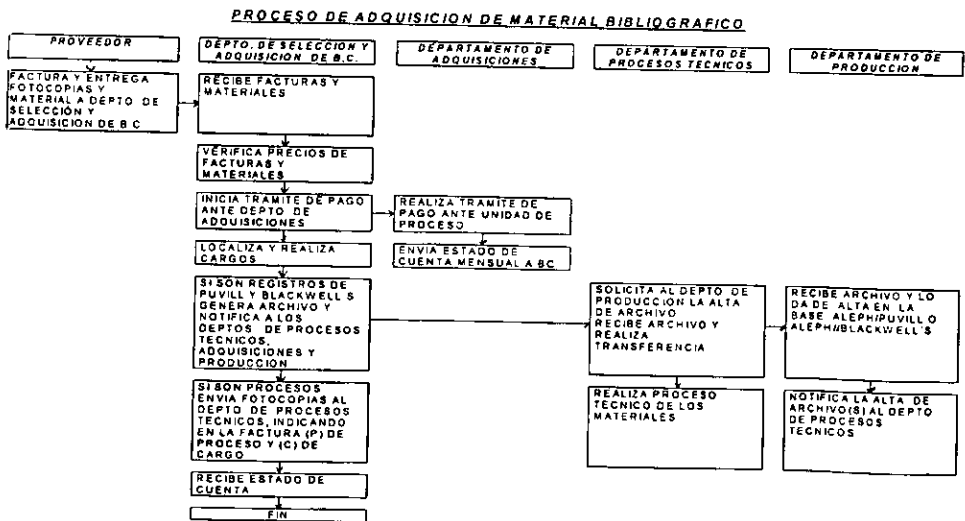 PROCESO DE ADQUISICION DE MATERIAL BIBLIOGRAFICO
PROVEEDOR
DEPTO. DE SELECCION Y
ADQUISICION DE B.C.
DEPARTAMENTO DE
ADQUISICIONES
DEPARTAMENTO DE
PROCESOS TECNICOS
DEPARTAMENTO DE
PRODUCCION
FACTURA Y ENTREGA
FOTOCOPIAS Y
MATERIAL A DEPTO DE
SELECCIÓN Y
ADQUISICION DE B C
RECIBE FACTURAS Y
MATERIALES
VERIFICA PRECIOS DE
FACTURAS Y
MATERIALES
INICIA TRAMITE DE PAGO
ANTE DEPTO DE
ADQUISICIONES
REALIZA TRAMITE DE
PAGO ANTE UNIDAD DE
PROCESO
LOCALIZA Y REALIZA
CARGOS
ENVIA ESTADO DE
CUENTA MENSUAL A BC
SI SON REGISTROS DE
PUVILL Y BLACKWELL S
GENERA ARCHIVO Y
NOTIFICA A LOS
DEPTOS DE PROCESOS
TECNICOS,
ADQUISICIONES Y
PRODUCCION
SOLICITA AL DEPTO DE
PRODUCCION LA ALTA
DE ARCHIVO
RECIBE ARCHIVO Y
REALIZA
TRANSFERENCIA
RECIBE ARCHIVO Y LO
DA DE ALTA EN LA
BASE ALEPH/PUVILL O
ALEPH//BLACKWELL'S
SI SON PROCESOS
ENVIA FOTOCOPIAS AL
DEPTO DE PROCESOS
TECNICOS, INDICANDO
EN LA FACTURA (P) DE
PROCESO Y (C) DE
CARGO
REALIZA PROCESO
TECNICO DE LOS
MATERIALES
NOTIFICA LA ALTA DE
ARCHIVO(S) AL DEPTO
DE PROCESOS
TECNICOS
RECIBE ESTADO DE
CUENTA
FIN